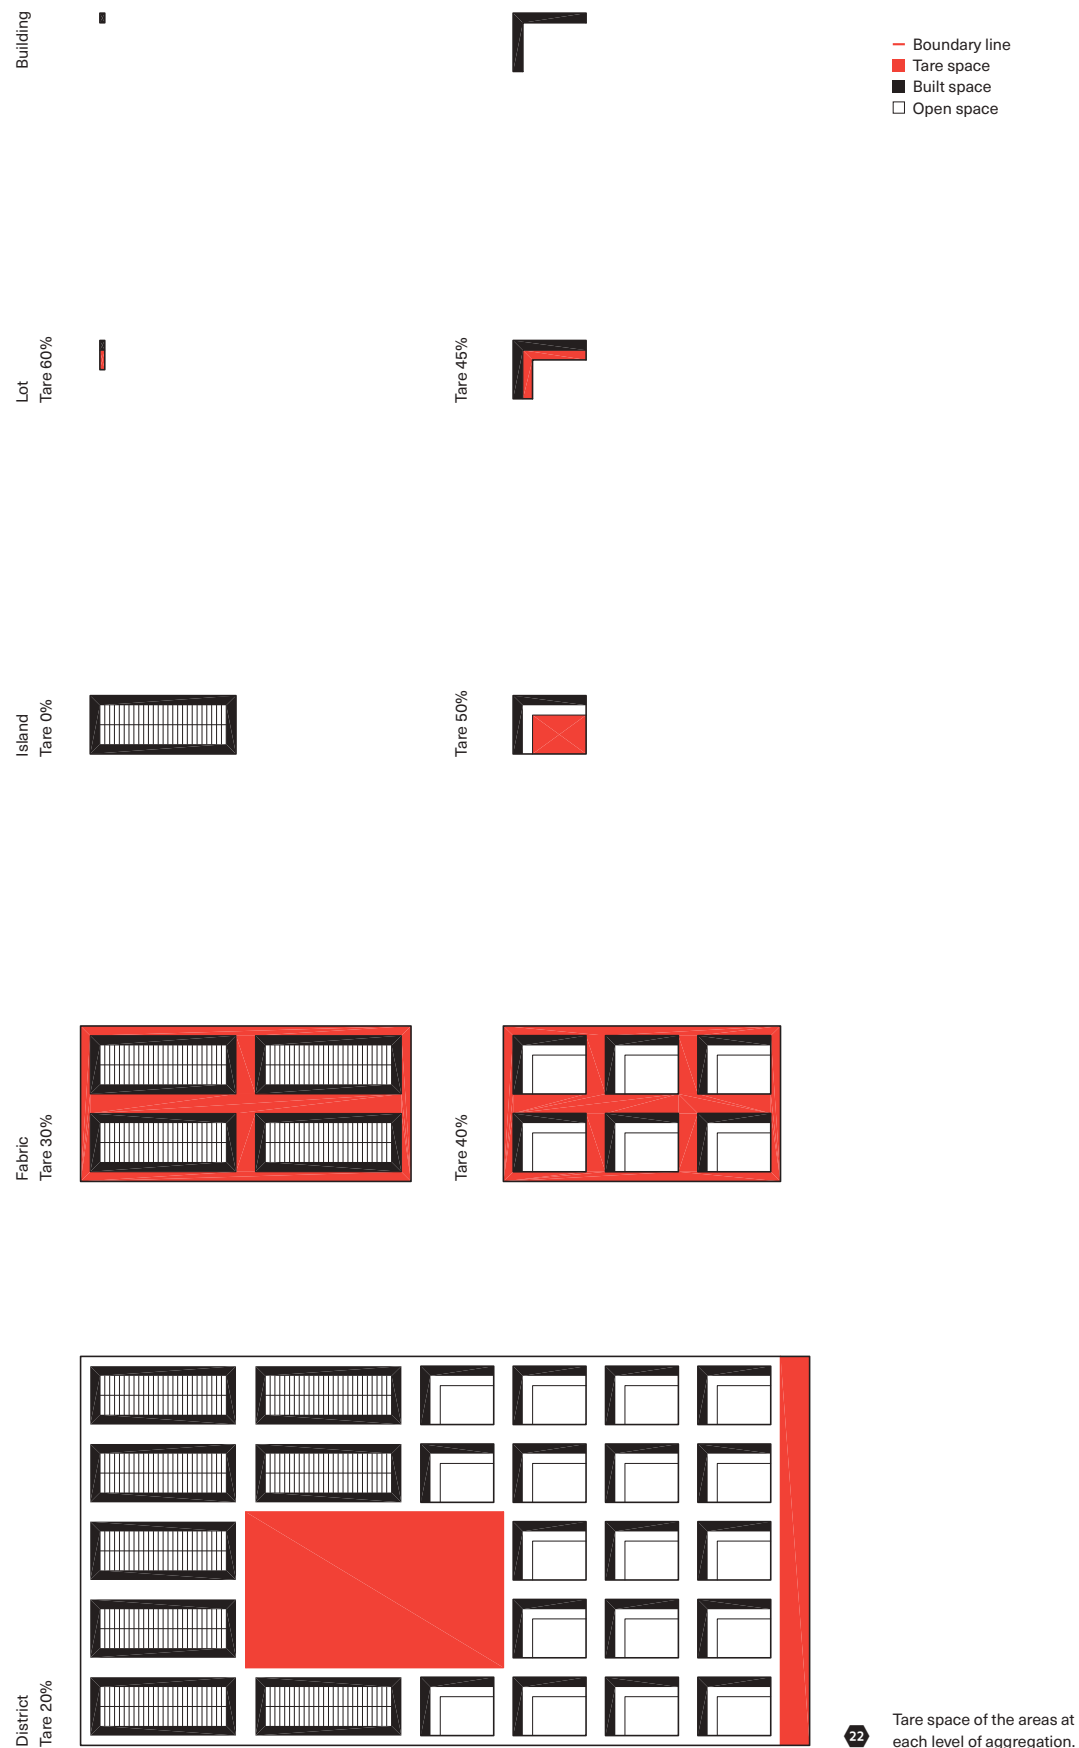 Building
Boundary line
Tare space
Built space
Open space
Lot
Tare 60%
Tare 45%
Island
Tare 0%
Tare 50%
Fabric
Tare 30%
Tare 40%
District
Tare 20%
22
Tare space of the areas at
each level of aggregation.